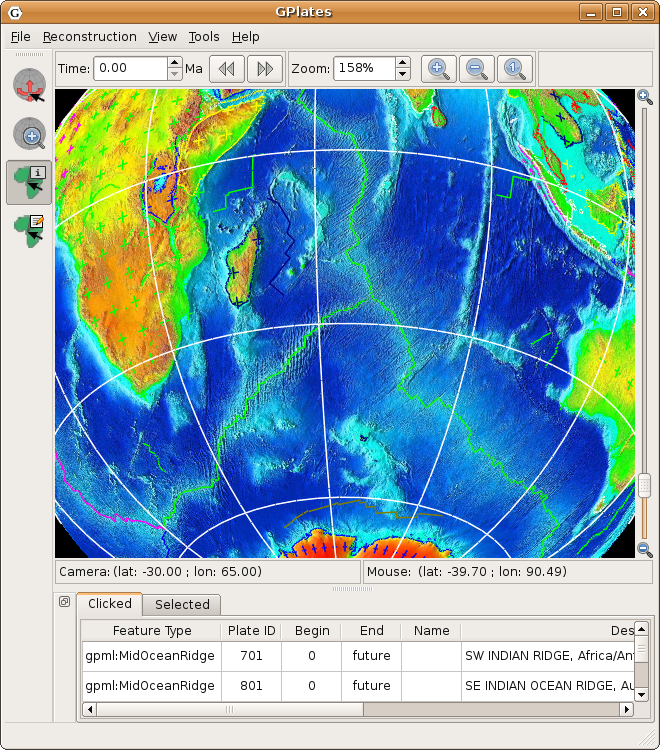 GPlates
File Reconstruction View Tools Help
Time: 0.00 Ma Zoom: 158% 1
i
Camera:(lat: -30.00 ; lon: 65.00) Mouse: (lat: -39.70 ; lon: 90.49)
Clicked Selected
Feature Type Plate ID Begin End Name Des
gpml:MidOceanRidge 701 0 future SW INDIAN RIDGE, Africa/An
gpml:MidOceanRidge 801 0 future SE INDIAN OCEAN RIDGE, Au